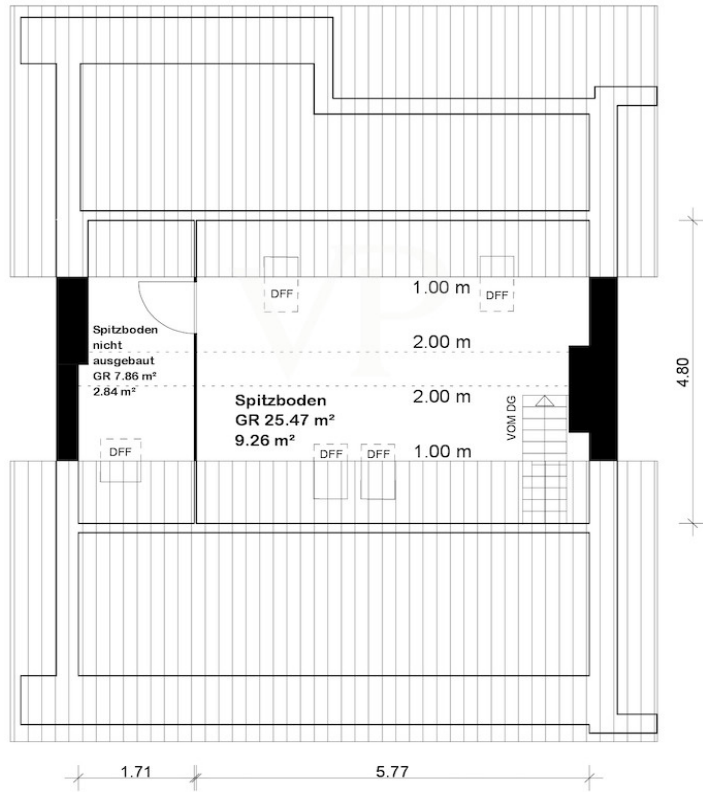 VP
DFF
DFF
1.00 m
Spitzboden
nicht
ausgebaut
GR 7.86 m²
2.84 m²
2.00 m
2.00 m
4.80
Spitzboden
GR 25.47 m²
9.26 m²
VOM DG
DFF
DFF
DFF
1.00 m
1.71
5.77